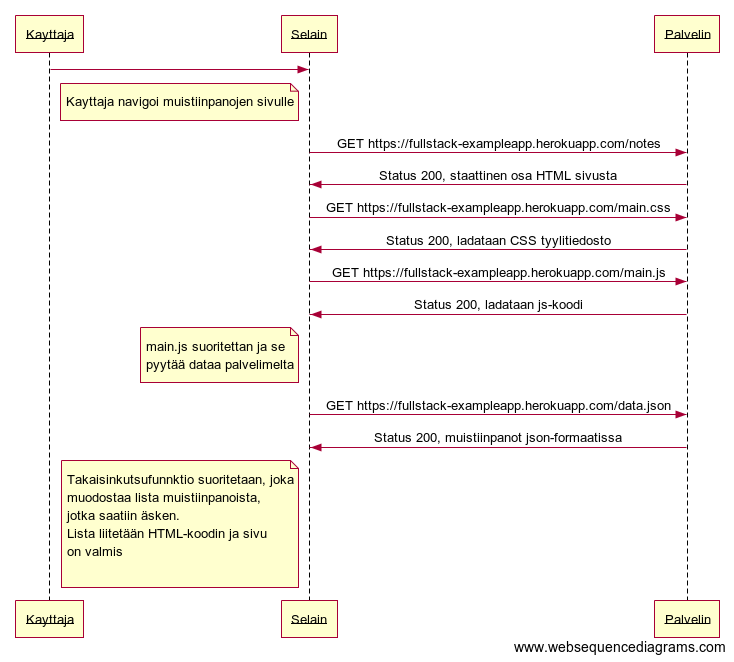 Kayttaja
Selain
Palvelin
Kayttaja navigoi muistiinpanojen sivulle
GET https://fullstack-exampleapp.herokuapp.com/notes
Status 200, staattinen osa HTML sivusta
GET https://fullstack-exampleapp.herokuapp.com/main.css
Status 200, ladataan CSS tyylitiedosto
GET https://fullstack-exampleapp.herokuapp.com/main.js
Status 200, ladataan js-koodi
main.js suoritettan ja se
pyytää dataa palvelimelta
GET https://fullstack-exampleapp.herokuapp.com/data.json
Status 200, muistiinpanot json-formaatissa
Takaisinkutsufunnktio suoritetaan, joka
muodostaa lista muistiinpanoista,
jotka saatiin äsken.
Lista liitetään HTML-koodin ja sivu
on valmis
Kayttaja
Selain
Palvelin
www.websequencediagrams.com